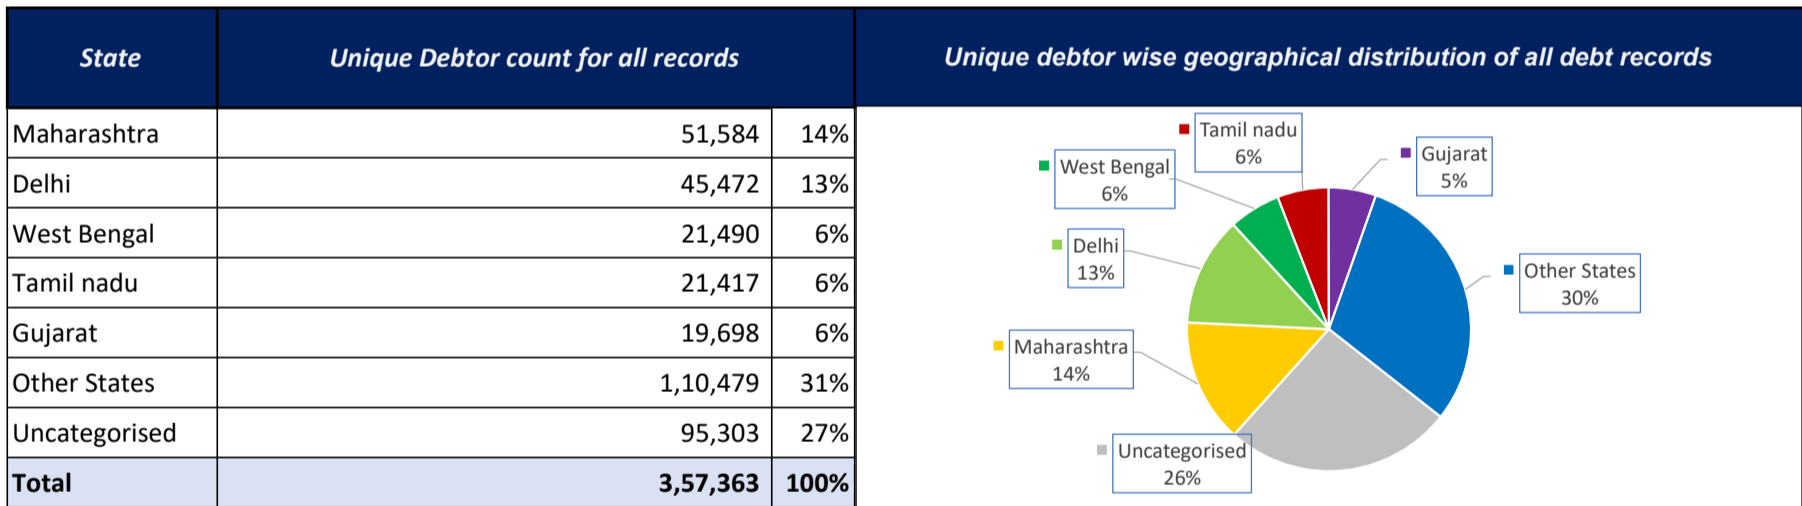 State Unique Debtor count for all records Unique debtor wise geographical distribution of all debt records
Maharashtra 51,584 14%
Delhi 45,472 13%
West Bengal 21,490 6%
Tamil nadu 21,417 6%
Gujarat 19,698 6%
Other States 1,10,479 31%
Uncategorised 95,303 27%
Total 3,57,363 100%
Tamil nadu
6%
Gujarat
5%
West Bengal
6%
Delhi
13%
Other States
30%
Maharashtra
14%
Uncategorised
26%